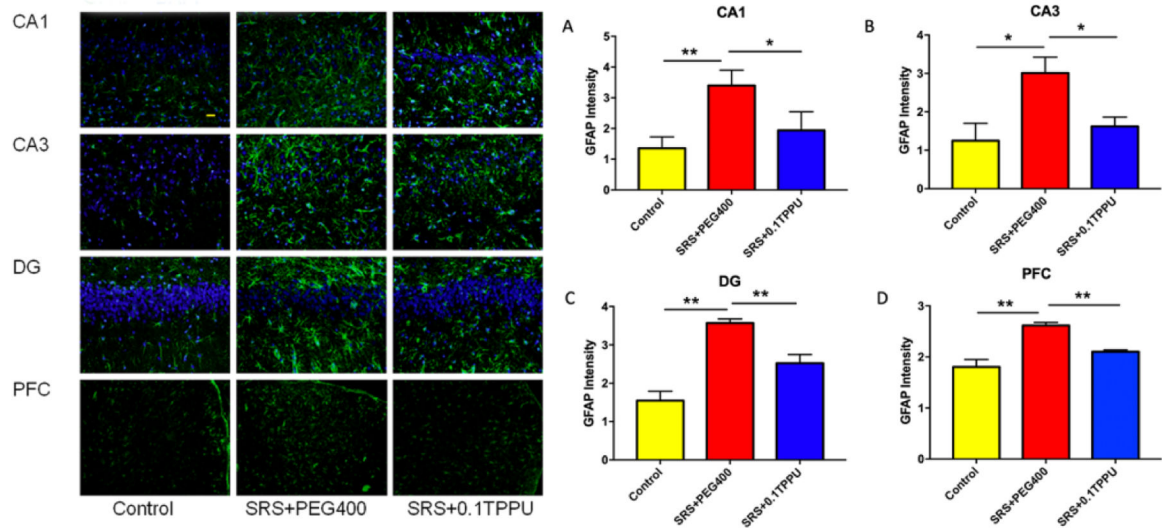 CA1
CA3
DG
PFC
Control SRS+PEG400 SRS+0.1TPPU
A
CA1
GFAP Intensity
5
4
3
2
1
0
** *
Control
SRS+PEG400
SRS+0.1TPPU
B
CA3
GFAP Intensity
4
3
2
1
0
* *
Control
SRS+PEG400
SRS+0.1TPPU
C
DG
GFAP Intensity
5
4
3
2
1
0
** **
Control
SRS+PEG400
SRS+0.1TPPU
D
PFC
GFAP Intensity
3
2
1
0
** **
Control
SRS+PEG400
SRS+0.1TPPU